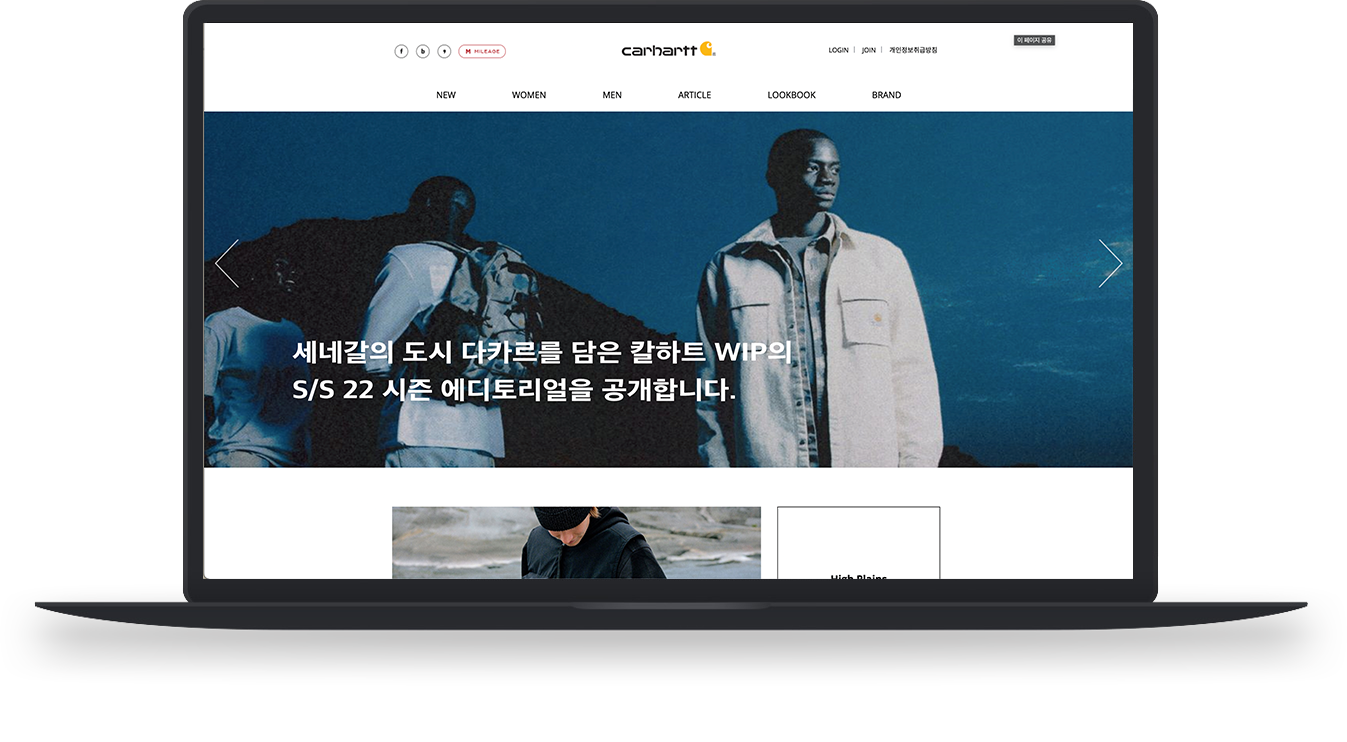 f b MILEAGE
carhartt
LOGIN | JOIN | 개인정보취급방침
이 페이지 공유
NEW WOMEN MEN ARTICLE LOOKBOOK BRAND
세네갈의 도시 다카르를 담은 칼하트 WIP의
S/S 22 시즌 에디토리얼을 공개합니다.
High Plains